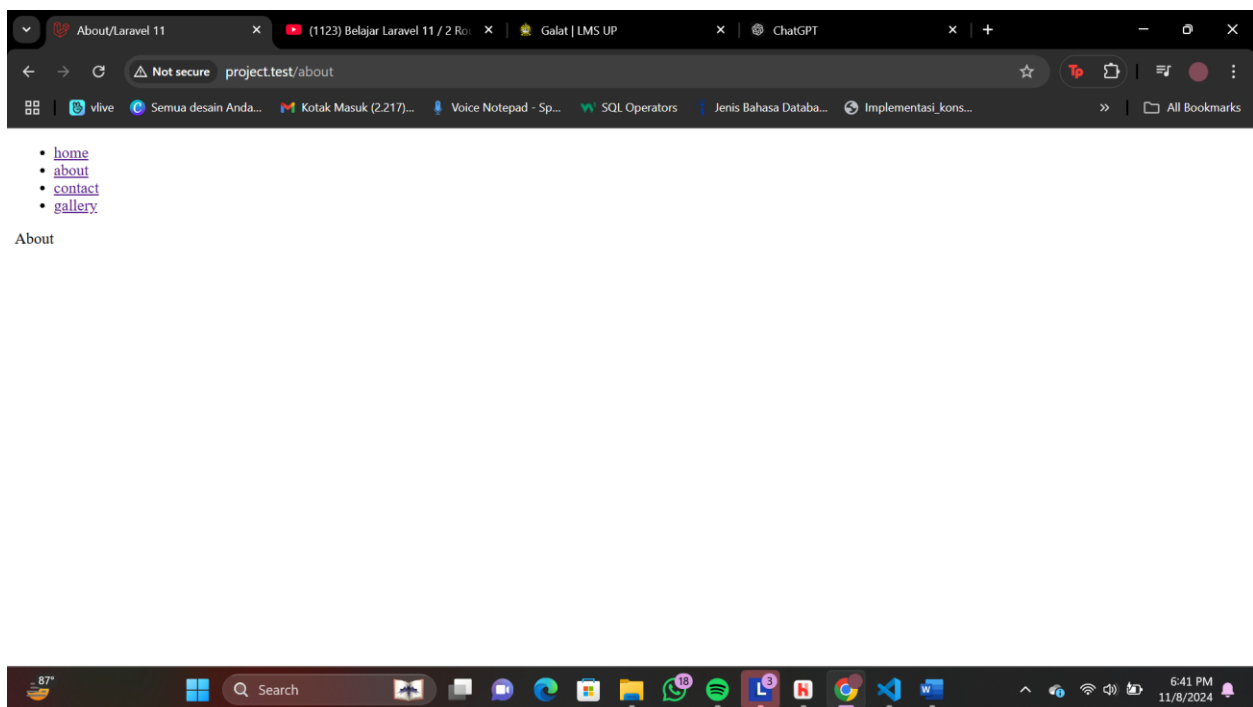 About/Laravel 11
(1123) Belajar Laravel 11 / 2 Ro
Galat | LMS UP
ChatGPT
Not secure project.test/about
Tp
vlive Semua desain Anda... Kotak Masuk (2.217)... Voice Notepad - Sp... SQL Operators Jenis Bahasa Databa... Implementasi_kons... » All Bookmarks
home
about
contact
gallery
About
87°
Search
18
L 3
H
6:41 PM
11/8/2024